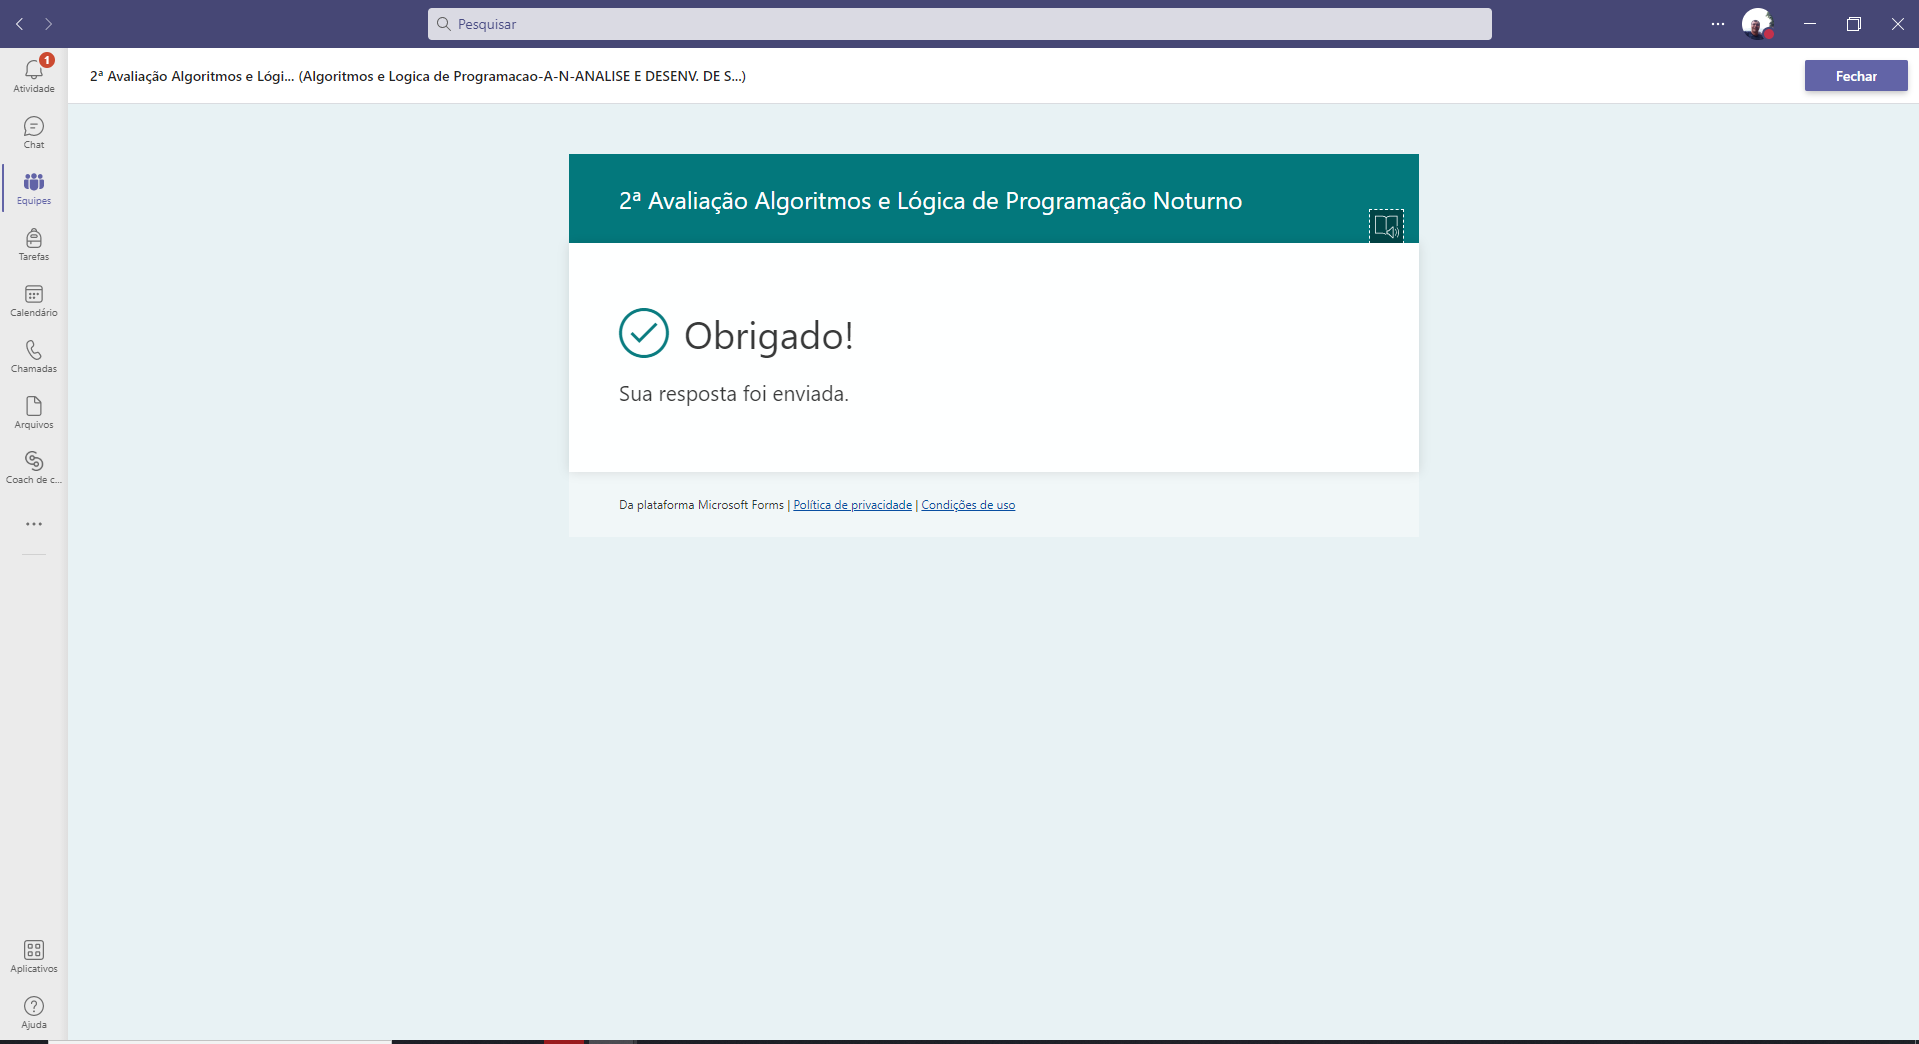 Pesquisar
1
Atividade
Chat
Equipes
Tarefas
Calendário
Chamadas
Arquivos
Coach de c...
Aplicativos
Ajuda
2ª Avaliação Algoritmos e Lógi... (Algoritmos e Logica de Programacao-A-N-ANALISE E DESENV. DE S...)
Fechar
2ª Avaliação Algoritmos e Lógica de Programação Noturno
Obrigado!
Sua resposta foi enviada.
Da plataforma Microsoft Forms | Política de privacidade | Condições de uso